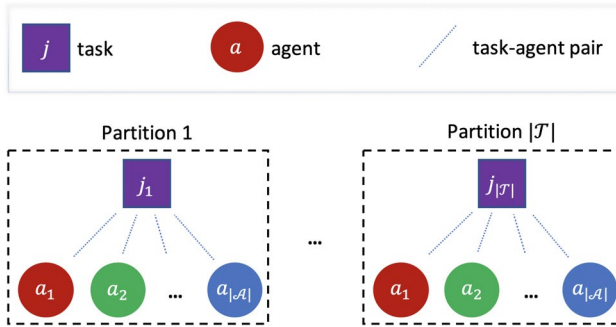 j task a agent task-agent pair
Partition 1 Partition |𝒯|
j₁ j|𝒯|
...
a₁ a₂ ... a|𝒜| a₁ a₂ ... a|𝒜|